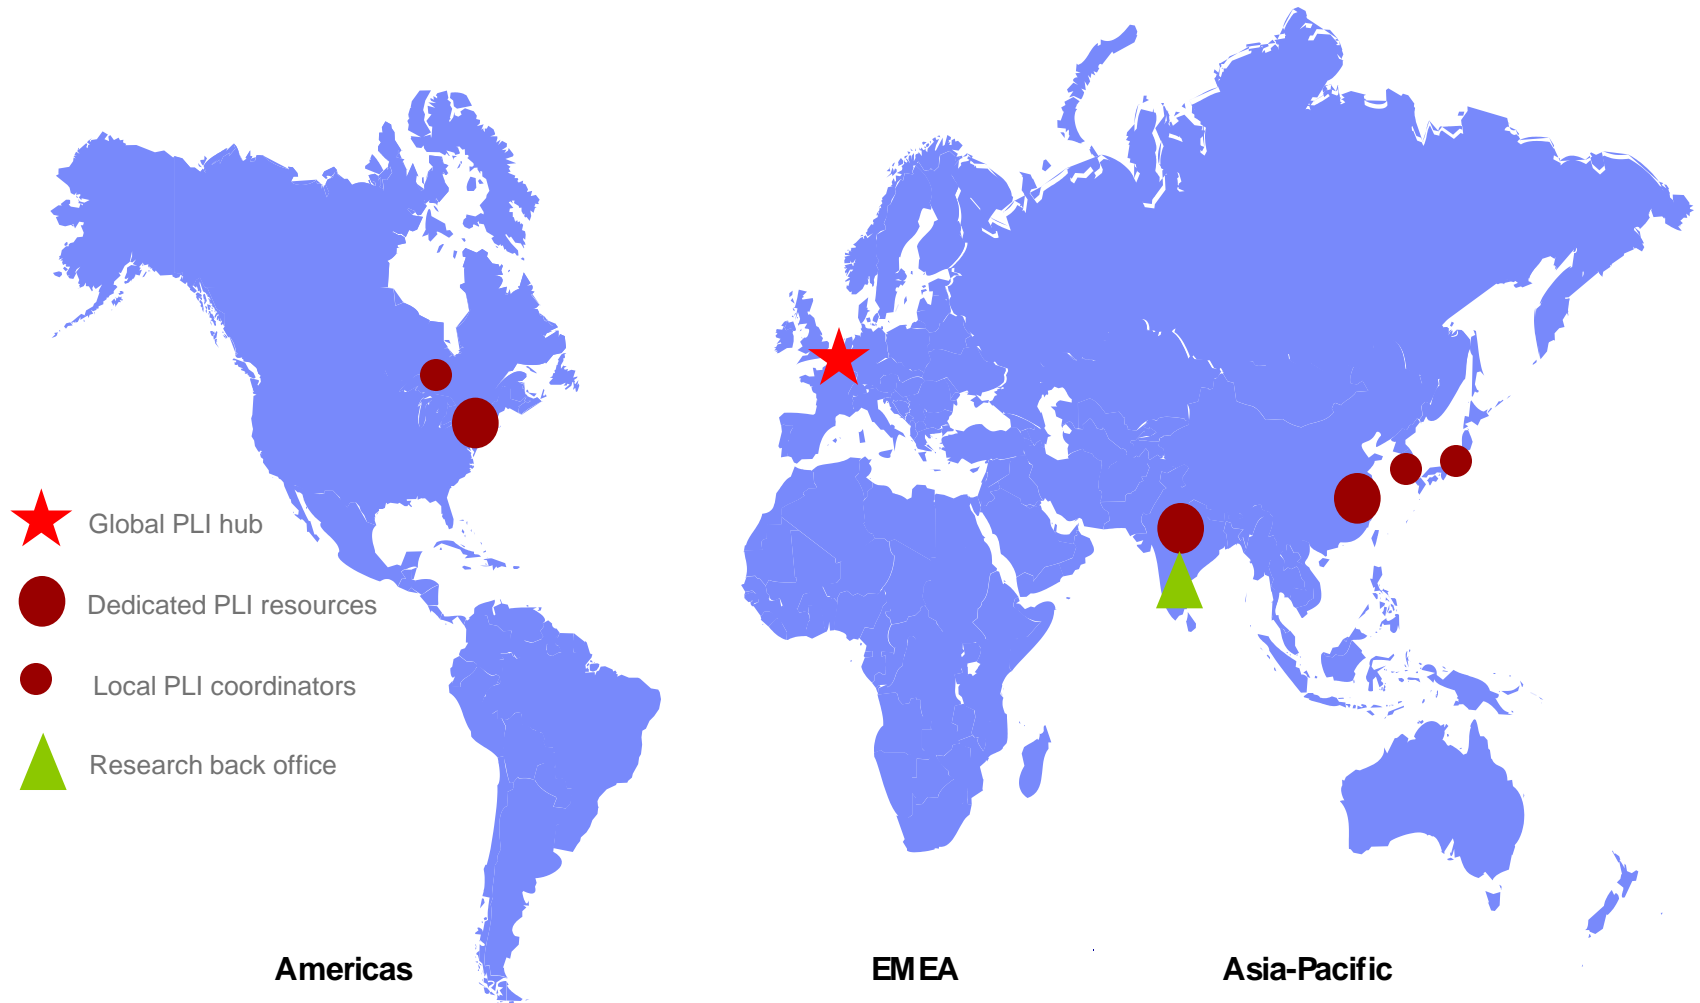 Global PLI hub
Dedicated PLI resources
Local PLI coordinators
Research back office
Americas
EMEA
Asia-Pacific